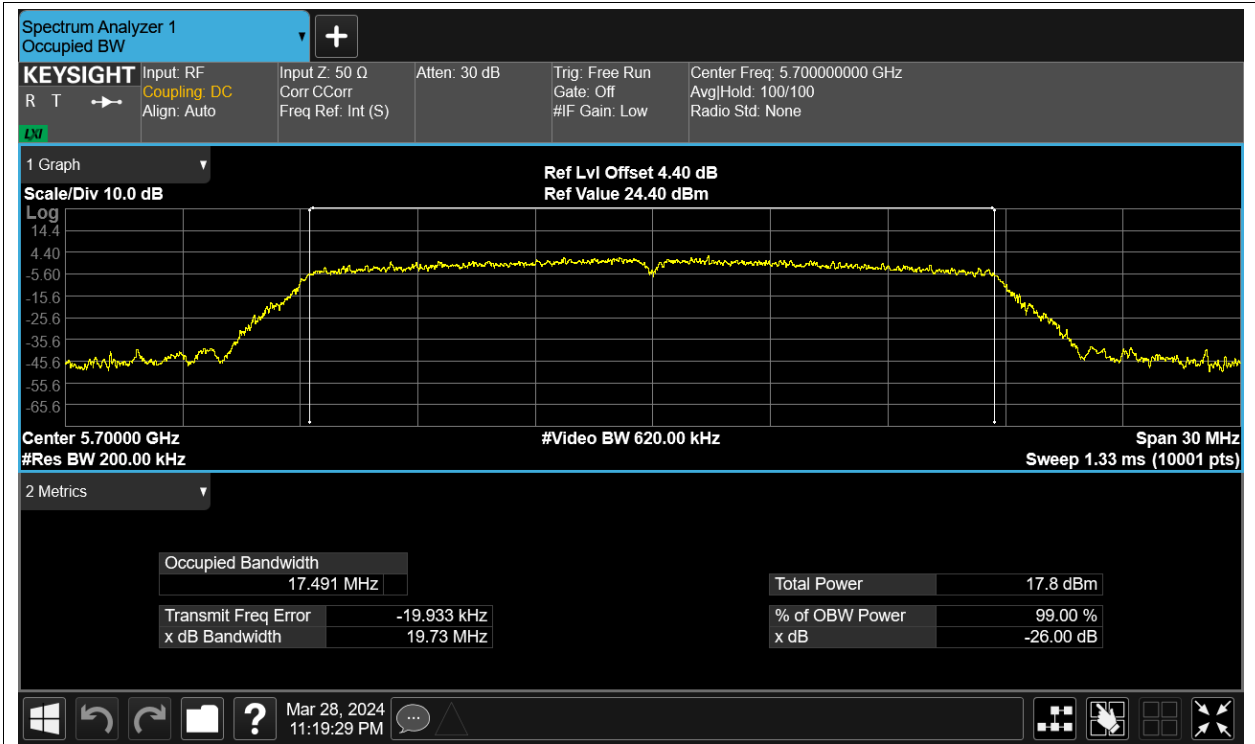 Spectrum Analyzer 1
Occupied BW
KEYSIGHT
R T
LXI
Input: RF
Coupling: DC
Align: Auto
Input Z: 50 Ω
Corr CCorr
Freq Ref: Int (S)
Atten: 30 dB
Trig: Free Run
Gate: Off
#IF Gain: Low
Center Freq: 5.700000000 GHz
Avg|Hold: 100/100
Radio Std: None
1 Graph
Ref Lvl Offset 4.40 dB
Scale/Div 10.0 dB
Ref Value 24.40 dBm
Log
14.4
4.40
-5.60
-15.6
-25.6
-35.6
-45.6
-55.6
-65.6
Center 5.70000 GHz
#Video BW 620.00 kHz
Span 30 MHz
#Res BW 200.00 kHz
Sweep 1.33 ms (10001 pts)
2 Metrics
Occupied Bandwidth
17.491 MHz
Total Power 17.8 dBm
Transmit Freq Error -19.933 kHz
% of OBW Power 99.00 %
x dB Bandwidth 19.73 MHz
x dB -26.00 dB
?
Mar 28, 2024
11:19:29 PM